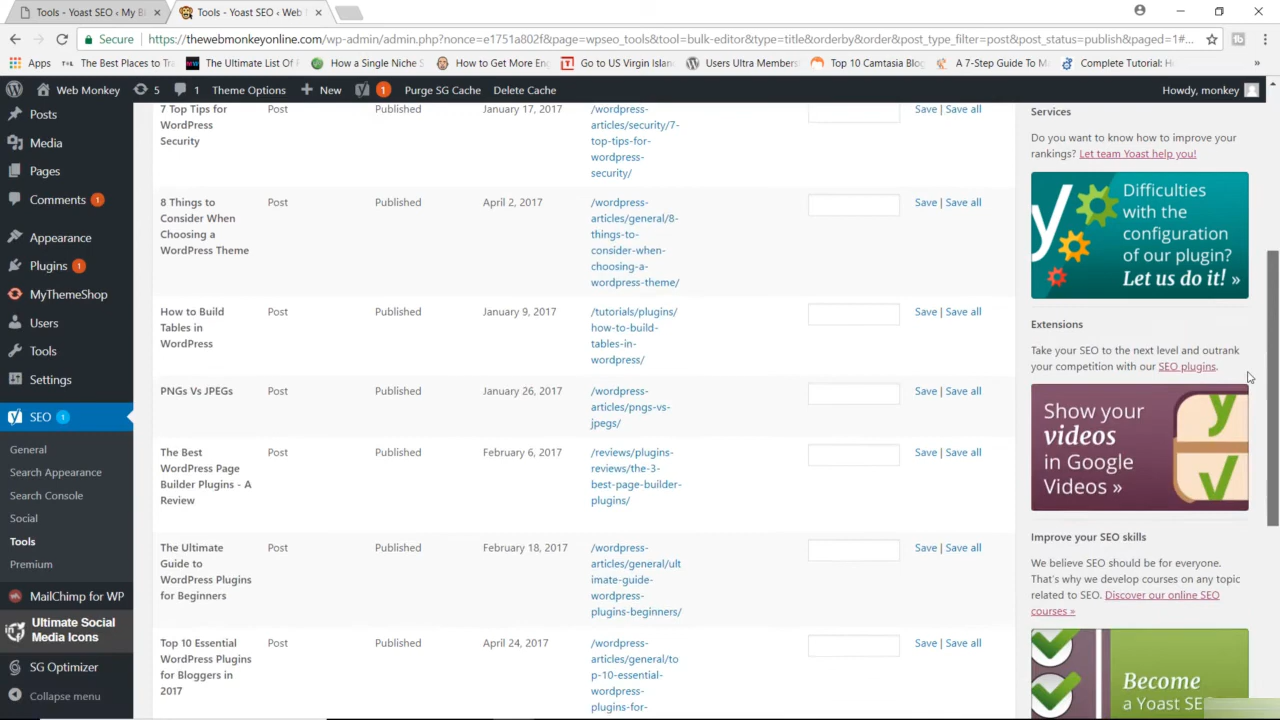 Tools - Yoast SEO ‹ My B
Tools - Yoast SEO ‹ Web
Secure
https://thewebmonkeyonline.com/wp-admin/admin.php?nonce=e1751a802f&page=wpseo_tools&tool=bulk-editor&type=title&orderby&order&post_type_filter=post&post_status=publish&paged=1#...
Apps
The Best Places to Tra
The Ultimate List Of
How a Single Niche S
How to Get More Eng
Go to US Virgin Island
Users Ultra Members
Top 10 Camtasia Blog
A 7-Step Guide To M
Complete Tutorial: H
Web Monkey
5
1
Theme Options
New
1
Purge SG Cache
Delete Cache
Howdy, monkey
Posts
Media
Pages
Comments 1
Appearance
Plugins 1
MyThemeShop
Users
Tools
Settings
SEO 1
General
Search Appearance
Search Console
Social
Tools
Premium
MailChimp for WP
Ultimate Social
Media Icons
SG Optimizer
Collapse menu
7 Top Tips for
WordPress
Security
Post
Published
January 17, 2017
/wordpress-
articles/security/7-
top-tips-for-
wordpress-
security/
Save | Save all
8 Things to
Consider When
Choosing a
WordPress Theme
Post
Published
April 2, 2017
/wordpress-
articles/general/8-
things-to-
consider-when-
choosing-a-
wordpress-theme/
Save | Save all
How to Build
Tables in
WordPress
Post
Published
January 9, 2017
/tutorials/plugins/
how-to-build-
tables-in-
wordpress/
Save | Save all
PNGs Vs JPEGs
Post
Published
January 26, 2017
/wordpress-
articles/pngs-vs-
jpegs/
Save | Save all
The Best
WordPress Page
Builder Plugins - A
Review
Post
Published
February 6, 2017
/reviews/plugins-
reviews/the-3-
best-page-builder-
plugins/
Save | Save all
The Ultimate
Guide to
WordPress Plugins
for Beginners
Post
Published
February 18, 2017
/wordpress-
articles/general/ult
imate-guide-
wordpress-
plugins-beginners/
Save | Save all
Top 10 Essential
WordPress Plugins
for Bloggers in
2017
Post
Published
April 24, 2017
/wordpress-
articles/general/to
p-10-essential-
wordpress-
plugins-for-
Save | Save all
Services
Do you want to know how to improve your
rankings? Let team Yoast help you!
Difficulties
with the
configuration
of our plugin?
Let us do it! »
Extensions
Take your SEO to the next level and outrank
your competition with our SEO plugins.
Show your
videos
in Google
Videos »
Improve your SEO skills
We believe SEO should be for everyone.
That's why we develop courses on any topic
related to SEO. Discover our online SEO
courses »
Become
a Yoast SE